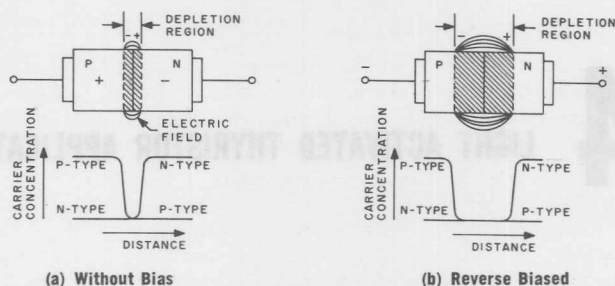 DEPLETION
REGION
- +
P N
+ -
ELECTRIC
FIELD
CARRIER
CONCENTRATION
P-TYPE N-TYPE
N-TYPE P-TYPE
DISTANCE
(a) Without Bias
DEPLETION
REGION
- +
P N
- +
CARRIER
CONCENTRATION
P-TYPE N-TYPE
N-TYPE P-TYPE
DISTANCE
(b) Reverse Biased
LIGHT ACTIVATED THYRISTOR APPLICAT